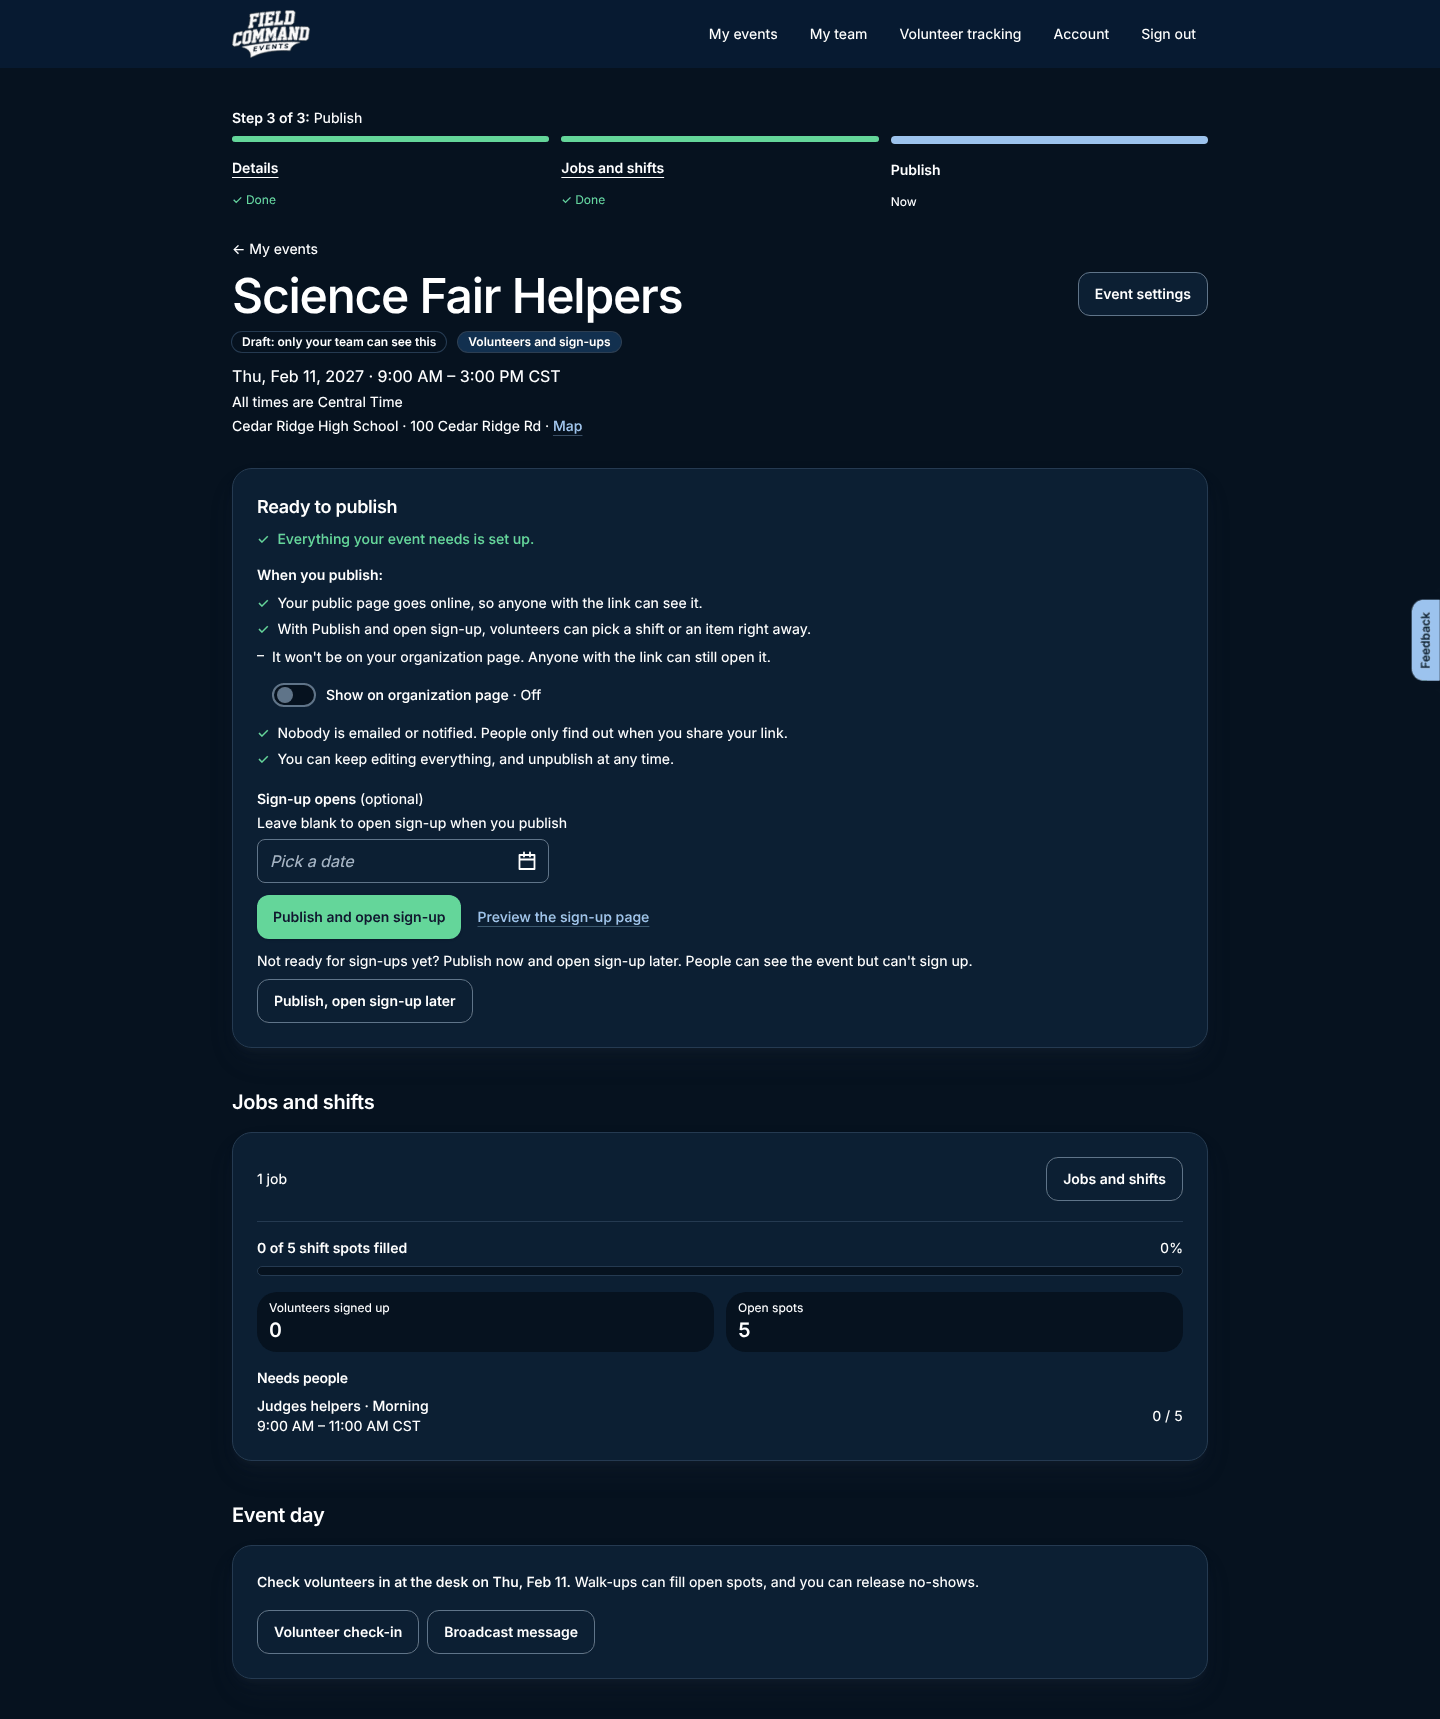 FIELD
COMMAND
EVENTS
My events
My team
Volunteer tracking
Account
Sign out
Step 3 of 3: Publish
Details
✓ Done
Jobs and shifts
✓ Done
Publish
Now
← My events
Science Fair Helpers
Event settings
Draft: only your team can see this
Volunteers and sign-ups
Thu, Feb 11, 2027 · 9:00 AM – 3:00 PM CST
All times are Central Time
Cedar Ridge High School · 100 Cedar Ridge Rd · Map
Ready to publish
✓ Everything your event needs is set up.
When you publish:
✓ Your public page goes online, so anyone with the link can see it.
✓ With Publish and open sign-up, volunteers can pick a shift or an item right away.
– It won't be on your organization page. Anyone with the link can still open it.
Show on organization page · Off
✓ Nobody is emailed or notified. People only find out when you share your link.
✓ You can keep editing everything, and unpublish at any time.
Sign-up opens (optional)
Leave blank to open sign-up when you publish
Pick a date
Publish and open sign-up
Preview the sign-up page
Not ready for sign-ups yet? Publish now and open sign-up later. People can see the event but can't sign up.
Publish, open sign-up later
Feedback
Jobs and shifts
1 job
Jobs and shifts
0 of 5 shift spots filled
0%
Volunteers signed up
0
Open spots
5
Needs people
Judges helpers · Morning
9:00 AM – 11:00 AM CST
0 / 5
Event day
Check volunteers in at the desk on Thu, Feb 11. Walk-ups can fill open spots, and you can release no-shows.
Volunteer check-in
Broadcast message